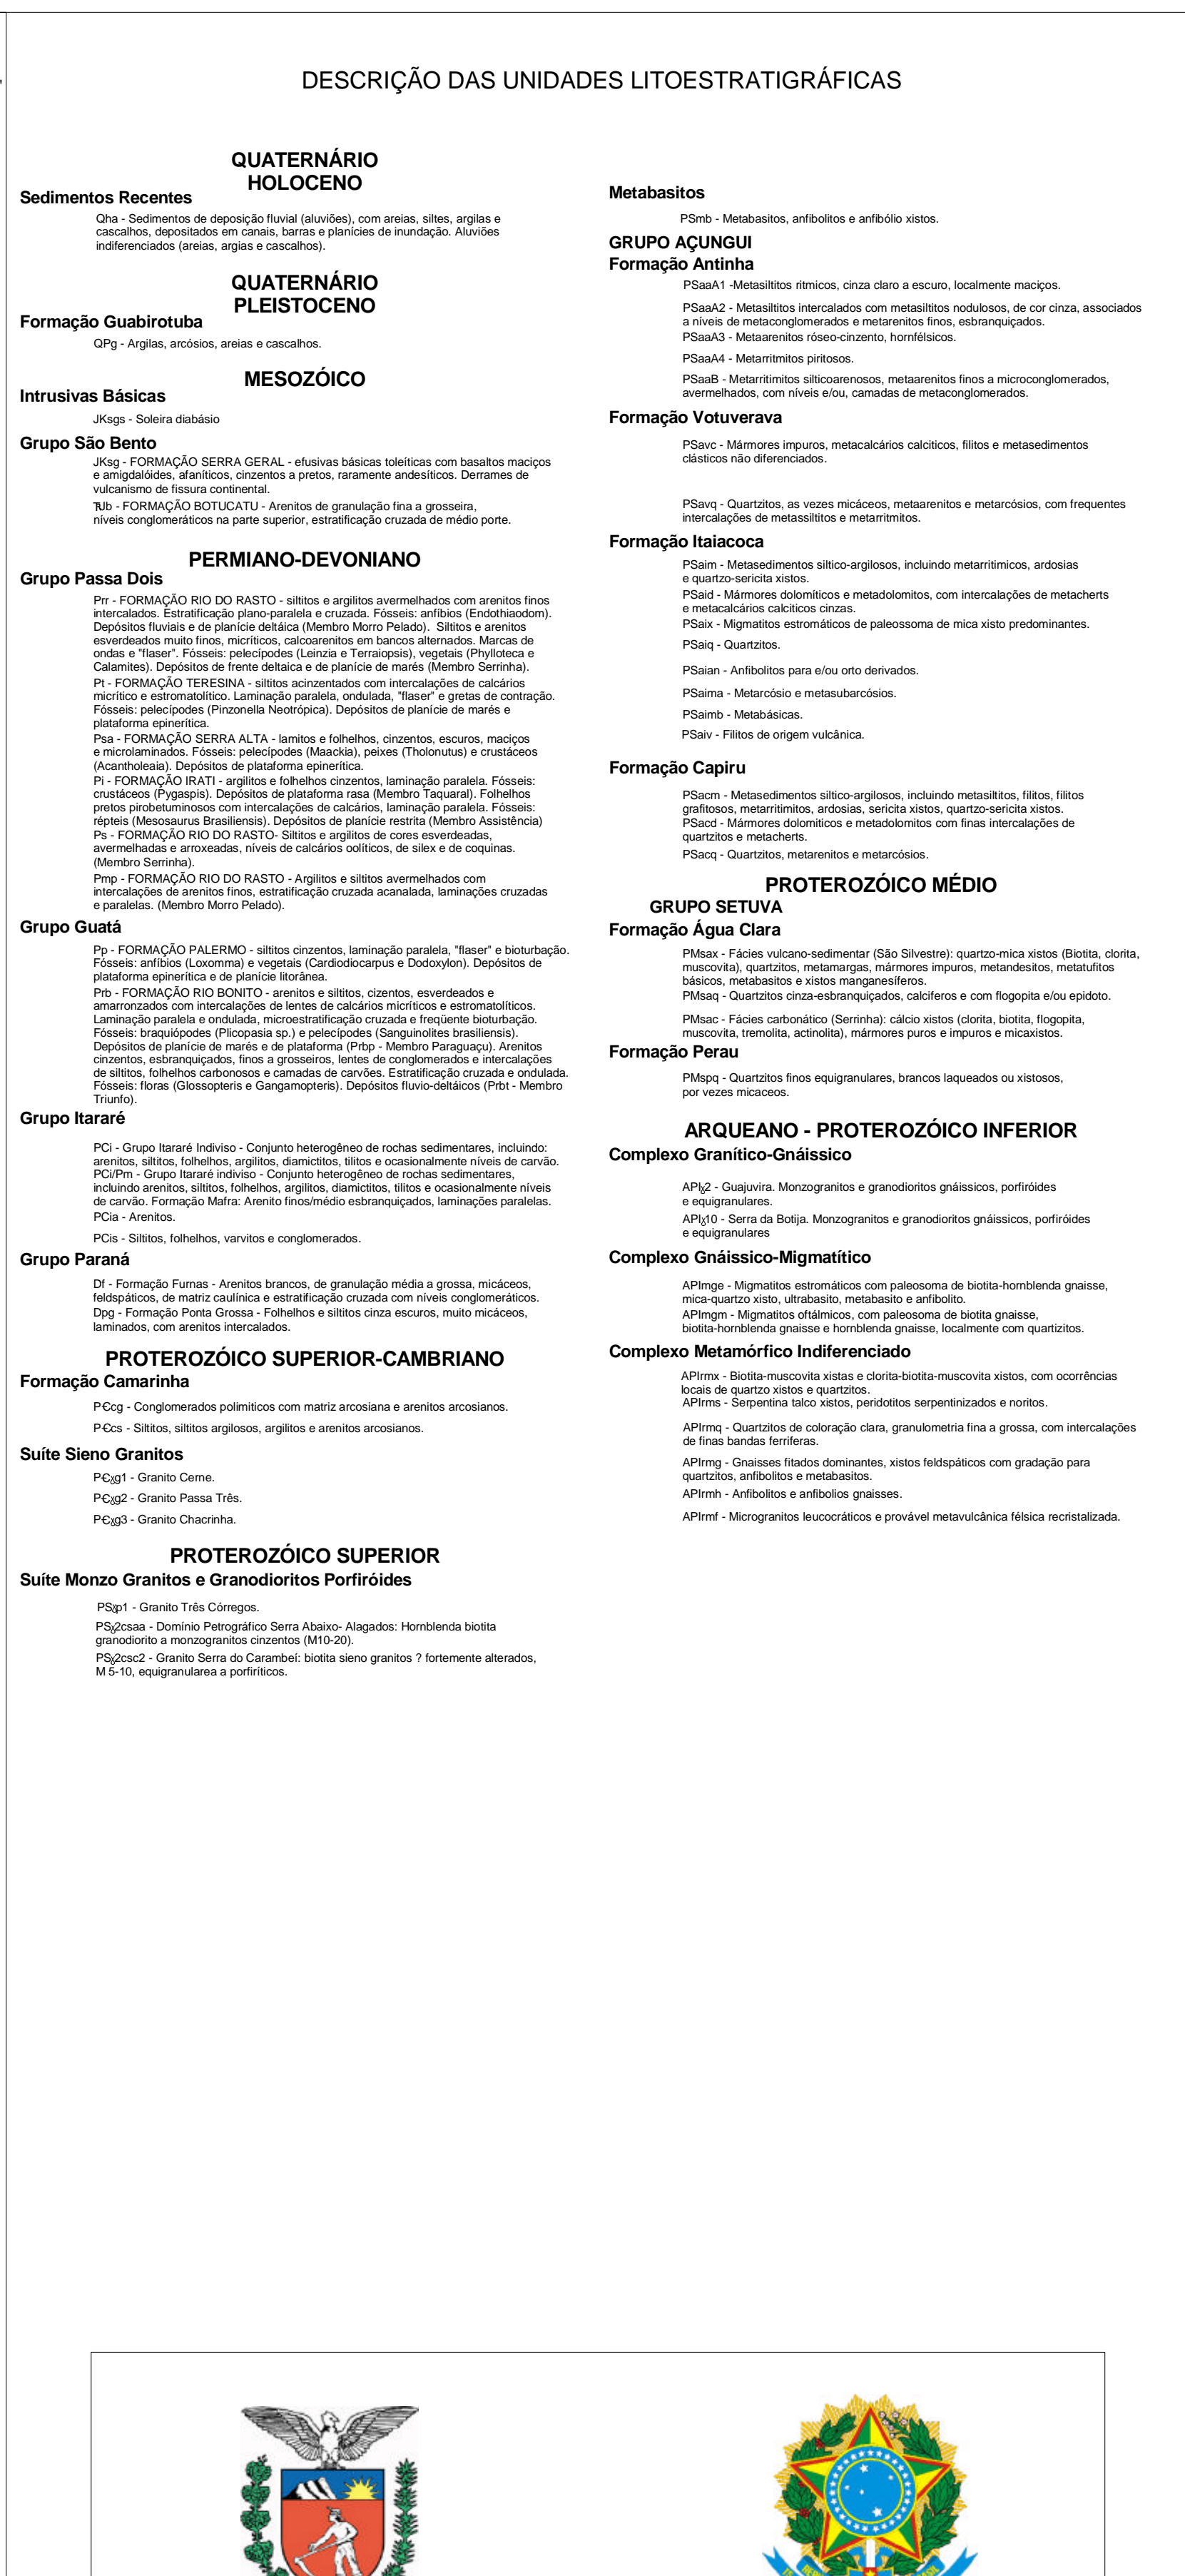 DESCRIÇÃO DAS UNIDADES LITOESTRATIGRÁFICAS
QUATERNÁRIO
HOLOCENO
Sedimentos Recentes
Qha - Sedimentos de deposição fluvial (aluviões), com areias, siltes, argilas e
cascalhos, depositados em canais, barras e planícies de inundação. Aluviões
indiferenciados (areias, argias e cascalhos).
QUATERNÁRIO
PLEISTOCENO
Formação Guabirotuba
QPg - Argilas, arcósios, areias e cascalhos.
MESOZÓICO
Intrusivas Básicas
JKsgs - Soleira diabásio
Grupo São Bento
JKsg - FORMAÇÃO SERRA GERAL - efusivas básicas toleíticas com basaltos maciços
e amigdalóides, afaníticos, cinzentos a pretos, raramente andesíticos. Derrames de
vulcanismo de fissura continental.
TJb - FORMAÇÃO BOTUCATU - Arenitos de granulação fina a grosseira,
níveis conglomeráticos na parte superior, estratificação cruzada de médio porte.
PERMIANO-DEVONIANO
Grupo Passa Dois
Prr - FORMAÇÃO RIO DO RASTO - siltitos e argilitos avermelhados com arenitos finos
intercalados. Estratificação plano-paralela e cruzada. Fósseis: anfíbios (Endothiaodom).
Depósitos fluviais e de planície deltáica (Membro Morro Pelado). Siltitos e arenitos
esverdeados muito finos, micríticos, calcoarenitos em bancos alternados. Marcas de
ondas e "flaser". Fósseis: pelecípodes (Leinzia e Terraiopsis), vegetais (Phylloteca e
Calamites). Depósitos de frente deltaica e de planície de marés (Membro Serrinha).
Pt - FORMAÇÃO TERESINA - siltitos acinzentados com intercalações de calcários
micrítico e estromatolítico. Laminação paralela, ondulada, "flaser" e gretas de contração.
Fósseis: pelecípodes (Pinzonella Neotrópica). Depósitos de planície de marés e
plataforma epinerítica.
Psa - FORMAÇÃO SERRA ALTA - lamitos e folhelhos, cinzentos, escuros, maciços
e microlaminados. Fósseis: pelecípodes (Maackia), peixes (Tholonutus) e crustáceos
(Acantholeaia). Depósitos de plataforma epinerítica.
Pi - FORMAÇÃO IRATI - argilitos e folhelhos cinzentos, laminação paralela. Fósseis:
crustáceos (Pygaspis). Depósitos de plataforma rasa (Membro Taquaral). Folhelhos
pretos pirobetuminosos com intercalações de calcários, laminação paralela. Fósseis:
répteis (Mesosaurus Brasiliensis). Depósitos de planície restrita (Membro Assistência)
Ps - FORMAÇÃO RIO DO RASTO- Siltitos e argilitos de cores esverdeadas,
avermelhadas e arroxeadas, níveis de calcários oolíticos, de silex e de coquinas.
(Membro Serrinha).
Pmp - FORMAÇÃO RIO DO RASTO - Argilitos e siltitos avermelhados com
intercalações de arenitos finos, estratificação cruzada acanalada, laminações cruzadas
e paralelas. (Membro Morro Pelado).
Grupo Guatá
Pp - FORMAÇÃO PALERMO - siltitos cinzentos, laminação paralela, "flaser" e bioturbação.
Fósseis: anfíbios (Loxomma) e vegetais (Cardiodiocarpus e Dodoxylon). Depósitos de
plataforma epinerítica e de planície litorânea.
Prb - FORMAÇÃO RIO BONITO - arenitos e siltitos, cizentos, esverdeados e
amarronzados com intercalações de lentes de calcários micríticos e estromatolíticos.
Laminação paralela e ondulada, microestratificação cruzada e freqüente bioturbação.
Fósseis: braquiópodes (Plicopasia sp.) e pelecípodes (Sanguinolites brasiliensis).
Depósitos de planície de marés e de plataforma (Prbp - Membro Paraguaçu). Arenitos
cinzentos, esbranquiçados, finos a grosseiros, lentes de conglomerados e intercalações
de siltitos, folhelhos carbonosos e camadas de carvões. Estratificação cruzada e ondulada.
Fósseis: floras (Glossopteris e Gangamopteris). Depósitos fluvio-deltáicos (Prbt - Membro
Triunfo).
Grupo Itararé
PCi - Grupo Itararé Indiviso - Conjunto heterogêneo de rochas sedimentares, incluindo:
arenitos, siltitos, folhelhos, argilitos, diamictitos, tilitos e ocasionalmente níveis de carvão.
PCi/Pm - Grupo Itararé indiviso - Conjunto heterogêneo de rochas sedimentares,
incluindo arenitos, siltitos, folhelhos, argilitos, diamictitos, tilitos e ocasionalmente níveis
de carvão. Formação Mafra: Arenito finos/médio esbranquiçados, laminações paralelas.
PCia - Arenitos.
PCis - Siltitos, folhelhos, varvitos e conglomerados.
Grupo Paraná
Df - Formação Furnas - Arenitos brancos, de granulação média a grossa, micáceos,
feldspáticos, de matriz caulínica e estratificação cruzada com níveis conglomeráticos.
Dpg - Formação Ponta Grossa - Folhelhos e siltitos cinza escuros, muito micáceos,
laminados, com arenitos intercalados.
PROTEROZÓICO SUPERIOR-CAMBRIANO
Formação Camarinha
P€cg - Conglomerados polimiticos com matriz arcosiana e arenitos arcosianos.
P€cs - Siltitos, siltitos argilosos, argilitos e arenitos arcosianos.
Suíte Sieno Granitos
P€ɣg1 - Granito Cerne.
P€ɣg2 - Granito Passa Três.
P€ɣg3 - Granito Chacrinha.
PROTEROZÓICO SUPERIOR
Suíte Monzo Granitos e Granodioritos Porfiróides
PSɣp1 - Granito Três Córregos.
PSɣ2csaa - Domínio Petrográfico Serra Abaixo- Alagados: Hornblenda biotita
granodiorito a monzogranitos cinzentos (M10-20).
PSɣ2csc2 - Granito Serra do Carambeí: biotita sieno granitos ? fortemente alterados,
M 5-10, equigranularea a porfiríticos.
Metabasitos
PSmb - Metabasitos, anfibolitos e anfibólio xistos.
GRUPO AÇUNGUI
Formação Antinha
PSaaA1 -Metasiltitos ritmicos, cinza claro a escuro, localmente maciços.
PSaaA2 - Metasiltitos intercalados com metasiltitos nodulosos, de cor cinza, associados
a níveis de metaconglomerados e metarenitos finos, esbranquiçados.
PSaaA3 - Metaarenitos róseo-cinzento, hornfélsicos.
PSaaA4 - Metarritmitos piritosos.
PSaaB - Metarritimitos silticoarenosos, metaarenitos finos a microconglomerados,
avermelhados, com níveis e/ou, camadas de metaconglomerados.
Formação Votuverava
PSavc - Mármores impuros, metacalcários calciticos, filitos e metasedimentos
clásticos não diferenciados.
PSavq - Quartzitos, as vezes micáceos, metaarenitos e metarcósios, com frequentes
intercalações de metassiltitos e metarritmitos.
Formação Itaiacoca
PSaim - Metasedimentos siltico-argilosos, incluindo metarritimicos, ardosias
e quartzo-sericita xistos.
PSaid - Mármores dolomíticos e metadolomitos, com intercalações de metacherts
e metacalcários calciticos cinzas.
PSaix - Migmatitos estromáticos de paleossoma de mica xisto predominantes.
PSaiq - Quartzitos.
PSaian - Anfibolitos para e/ou orto derivados.
PSaima - Metarcósio e metasubarcósios.
PSaimb - Metabásicas.
PSaiv - Filitos de origem vulcânica.
Formação Capiru
PSacm - Metasedimentos siltico-argilosos, incluindo metasiltitos, filitos, filitos
grafitosos, metarritimitos, ardosias, sericita xistos, quartzo-sericita xistos.
PSacd - Mármores dolomiticos e metadolomitos com finas intercalações de
quartzitos e metacherts.
PSacq - Quartzitos, metarenitos e metarcósios.
PROTEROZÓICO MÉDIO
GRUPO SETUVA
Formação Água Clara
PMsax - Fácies vulcano-sedimentar (São Silvestre): quartzo-mica xistos (Biotita, clorita,
muscovita), quartzitos, metamargas, mármores impuros, metandesitos, metatufitos
básicos, metabasitos e xistos manganesíferos.
PMsaq - Quartzitos cinza-esbranquiçados, calciferos e com flogopita e/ou epidoto.
PMsac - Fácies carbonático (Serrinha): cálcio xistos (clorita, biotita, flogopita,
muscovita, tremolita, actinolita), mármores puros e impuros e micaxistos.
Formação Perau
PMspq - Quartzitos finos equigranulares, brancos laqueados ou xistosos,
por vezes micaceos.
ARQUEANO - PROTEROZÓICO INFERIOR
Complexo Granítico-Gnáissico
APIɣ2 - Guajuvira. Monzogranitos e granodioritos gnáissicos, porfiróides
e equigranulares.
APIɣ10 - Serra da Botija. Monzogranitos e granodioritos gnáissicos, porfiróides
e equigranulares
Complexo Gnáissico-Migmatítico
APImge - Migmatitos estromáticos com paleosoma de biotita-hornblenda gnaisse,
mica-quartzo xisto, ultrabasito, metabasito e anfibolito.
APImgm - Migmatitos oftálmicos, com paleosoma de biotita gnaisse,
biotita-hornblenda gnaisse e hornblenda gnaisse, localmente com quartizitos.
Complexo Metamórfico Indiferenciado
APIrmx - Biotita-muscovita xistas e clorita-biotita-muscovita xistos, com ocorrências
locais de quartzo xistos e quartzitos.
APIrms - Serpentina talco xistos, peridotitos serpentinizados e noritos.
APIrmq - Quartzitos de coloração clara, granulometria fina a grossa, com intercalações
de finas bandas ferriferas.
APIrmg - Gnaisses fitados dominantes, xistos feldspáticos com gradação para
quartzitos, anfibolitos e metabasitos.
APIrmh - Anfibolitos e anfibolios gnaisses.
APIrmf - Microgranitos leucocráticos e provável metavulcânica félsica recristalizada.